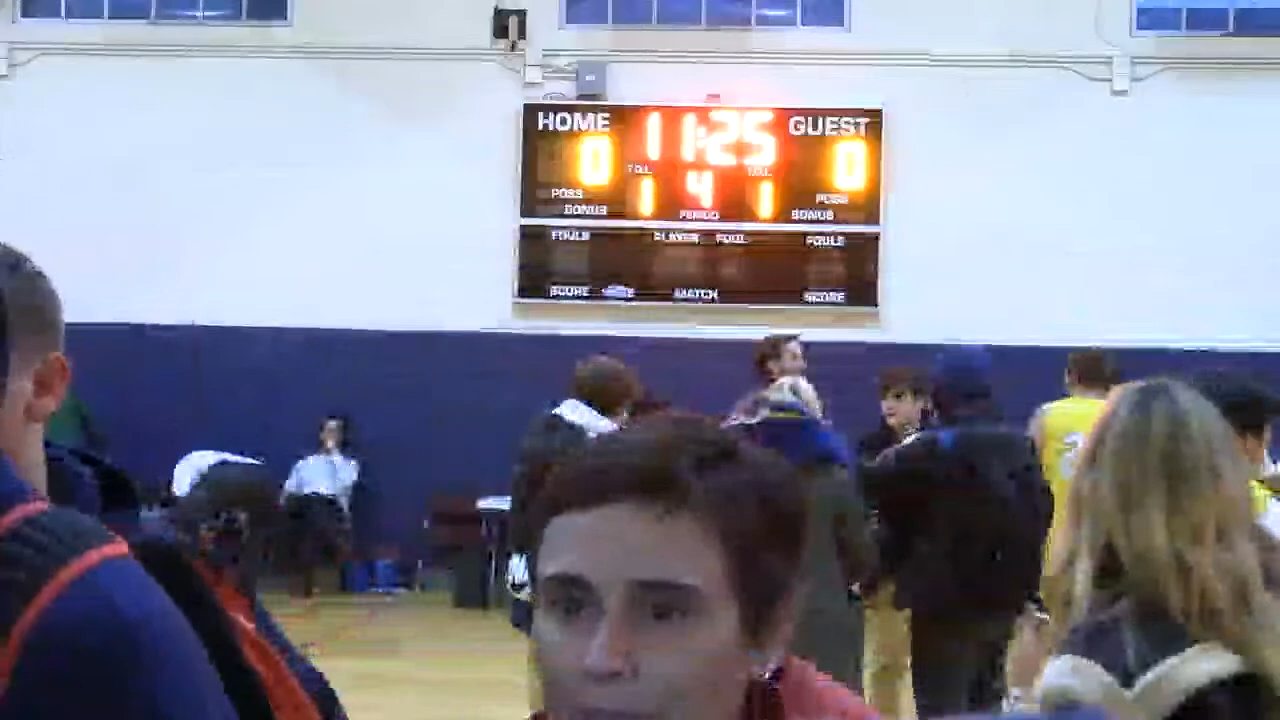 HOME 11:25 GUEST
0 T.O.L. T.O.L. 0
POSS 1 4 1 POSS
BONUS PERIOD BONUS
FOULS PLAYER FOUL FOULS
SCORE MATCH SCORE
2